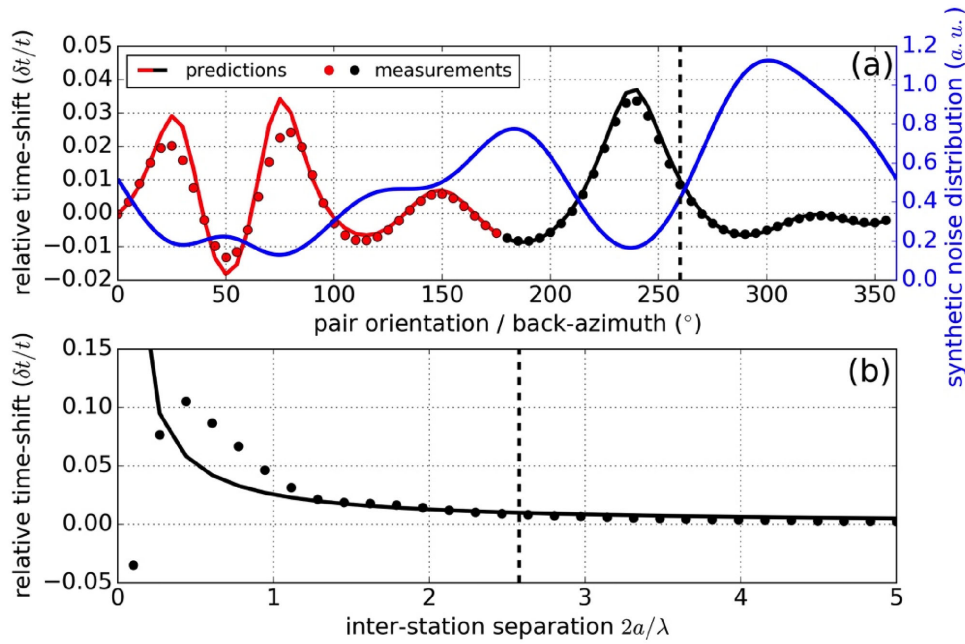 relative time-shift (δt/t)
0.05
0.04
0.03
0.02
0.01
0.00
−0.01
−0.02
predictions
measurements
(a)
1.2
1.0
0.8
0.6
0.4
0.2
0.0
synthetic noise distribution (a. u.)
0 50 100 150 200 250 300 350
pair orientation / back-azimuth (°)
relative time-shift (δt/t)
0.15
0.10
0.05
0.00
−0.05
(b)
0 1 2 3 4 5
inter-station separation 2a/λ